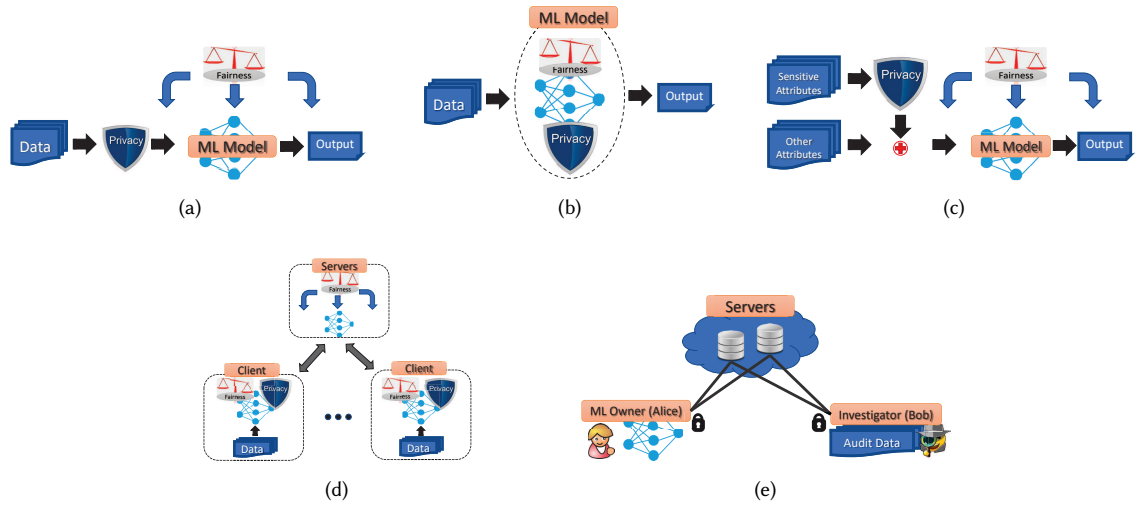 Fairness
Data
Privacy
ML Model
Output
(a)
ML Model
Fairness
Data
Output
Privacy
(b)
Sensitive
Attributes
Privacy
Fairness
Other
Attributes
ML Model
Output
(c)
Servers
Fairness
Client
Fairness
Privacy
Data
Client
Fairness
Privacy
Data
(d)
Servers
ML Owner (Alice)
Investigator (Bob)
Audit Data
(e)